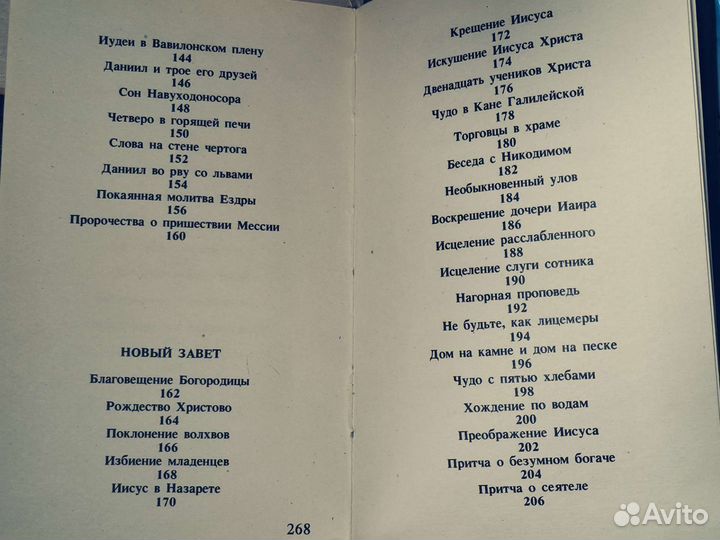 Иудеи в Вавилонском плену
144
Даниил и трое его друзей
146
Сон Навуходоносора
148
Четверо в горящей печи
150
Слова на стене чертога
152
Даниил во рву со львами
154
Покаянная молитва Ездры
156
Пророчества о пришествии Мессии
160
НОВЫЙ ЗАВЕТ
Благовещение Богородицы
162
Рождество Христово
164
Поклонение волхвов
166
Избиение младенцев
168
Иисус в Назарете
170
268
Крещение Иисуса
172
Искушение Иисуса Христа
174
Двенадцать учеников Христа
176
Чудо в Кане Галилейской
178
Торговцы в храме
180
Беседа с Никодимом
182
Необыкновенный улов
184
Воскрешение дочери Иаира
186
Исцеление расслабленного
188
Исцеление слуги сотника
190
Нагорная проповедь
192
Не будьте, как лицемеры
194
Дом на камне и дом на песке
196
Чудо с пятью хлебами
198
Хождение по водам
200
Преображение Иисуса
202
Притча о безумном богаче
204
Притча о сеятеле
206
Avito